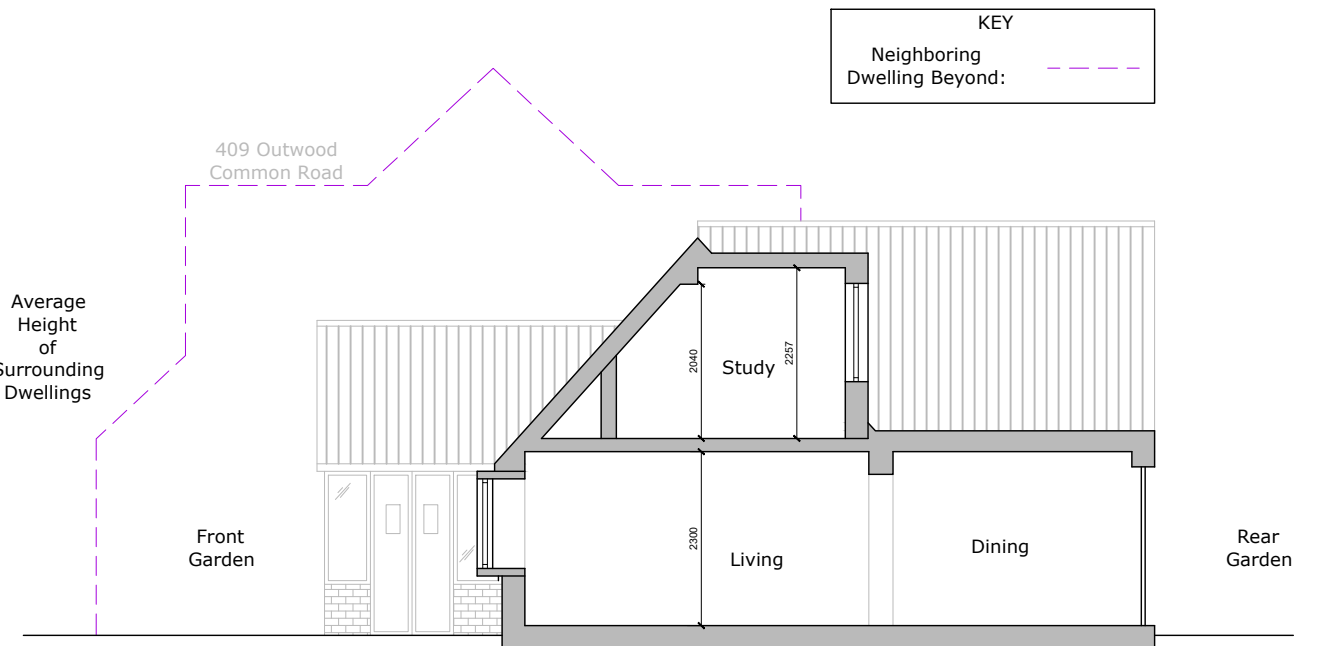 KEY
Neighboring
Dwelling Beyond:
409 Outwood
Common Road
Average
Height
of
Surrounding
Dwellings
2040
Study
2257
Front
Garden
2300
Living
Dining
Rear
Garden